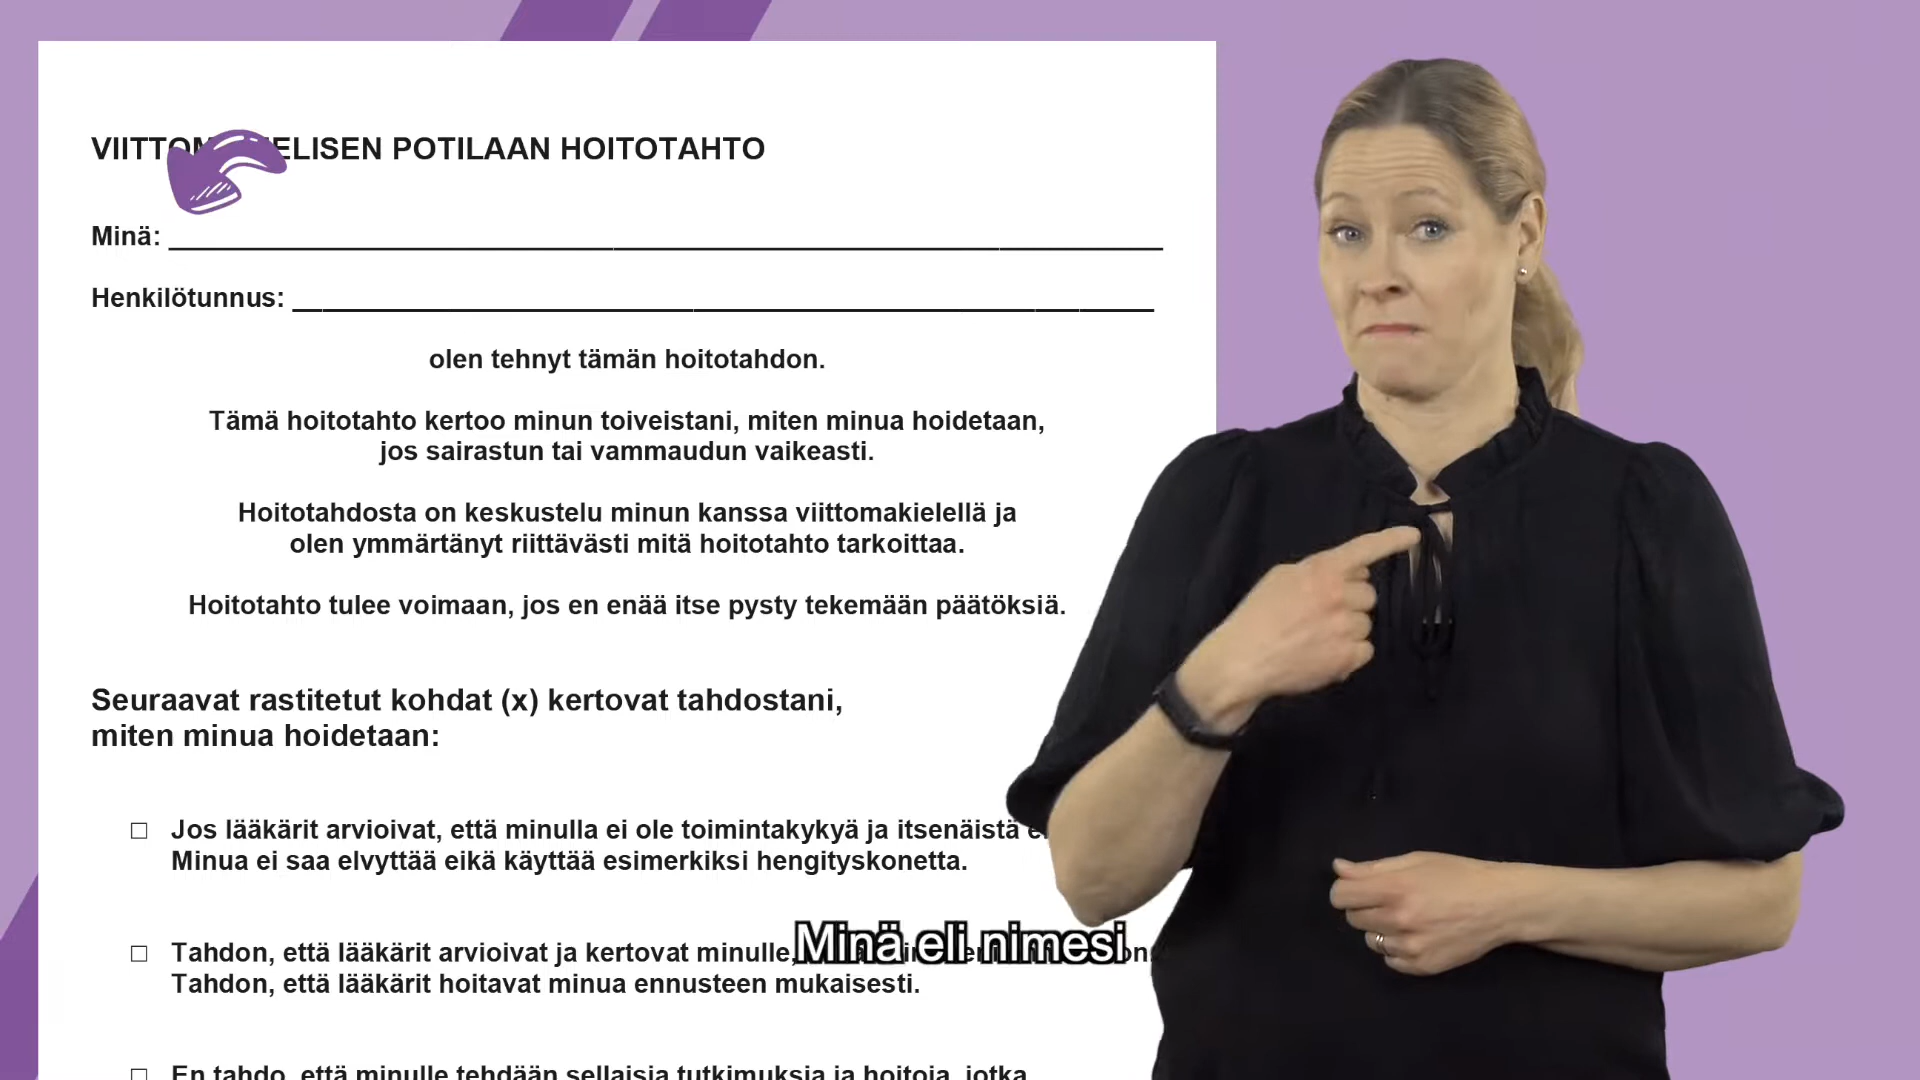 ELISEN POTILAAN HOITOTAHTO
Minä:
Henkilötunnus:
olen tehnyt tämän hoitotahdon.
Tämä hoitotahto kertoo minun toiveistani, miten minua hoidetaan,
jos sairastun tai vammaudun vaikeasti.
Hoitotahdosta on keskustelu minun kanssa viittomakielellä ja
olen ymmärtänyt riittävästi mitä hoitotahto tarkoittaa.
Hoitotahto tulee voimaan, jos en enää itse pysty tekemään päätöksiä.
Seuraavat rastitetut kohdat (x) kertovat tahdostani,
miten minua hoidetaan:
Jos lääkärit arvioivat, että minulla ei ole toimintakykyä ja itsenäistä
Minua ei saa elvyttää eikä käyttää esimerkiksi hengityskonetta.
Tahdon, että lääkärit arvioivat ja kertovat minulle,
Tahdon, että lääkärit hoitavat minua ennusteen mukaisesti.
En tahdo, että minulle tehdään sellaisia tutkimuksia ja hoitoja, jotka
Minä eli nimesi